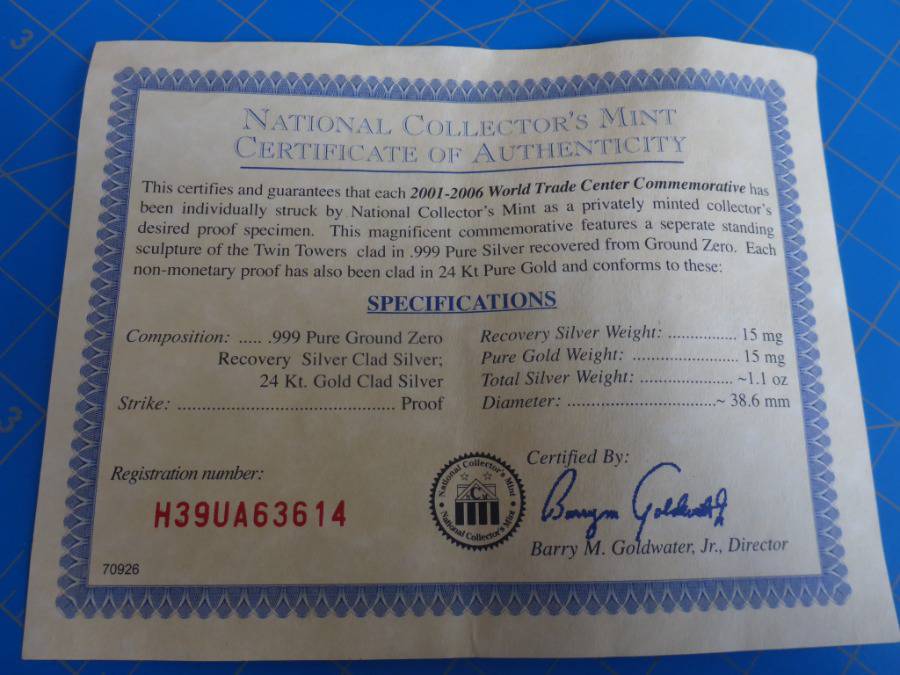 NATIONAL COLLECTOR'S MINT
CERTIFICATE OF AUTHENTICITY
This certifies and guarantees that each 2001-2006 World Trade Center Commemorative has
been individually struck by National Collector's Mint as a privately minted collector's
desired proof specimen. This magnificent commemorative features a seperate standing
sculpture of the Twin Towers clad in .999 Pure Silver recovered from Ground Zero. Each
non-monetary proof has also been clad in 24 Kt Pure Gold and conforms to these:
SPECIFICATIONS
Composition: ..... .999 Pure Ground Zero
Recovery Silver Clad Silver;
24 Kt. Gold Clad Silver
Strike: ............................................ Proof
Recovery Silver Weight: .............. 15 mg
Pure Gold Weight: ...................... 15 mg
Total Silver Weight: ................... ~1.1 oz
Diameter: ..............................~ 38.6 mm
Registration number:
H39UA63614
70926
National Collector's Mint
C
National Collector's Mint
Certified By:
Barry M Goldwater Jr
Barry M. Goldwater, Jr., Director
3
3